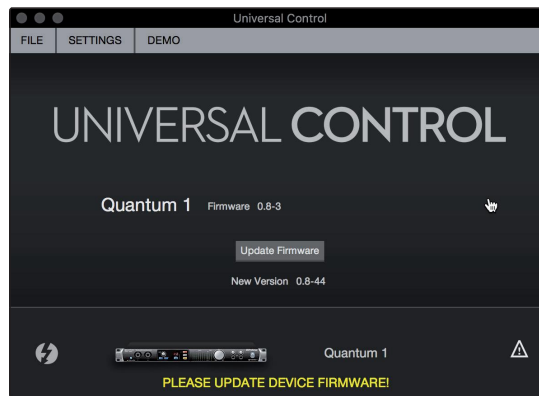 Universal Control
FILE SETTINGS DEMO
UNIVERSAL CONTROL
Quantum 1 Firmware 0.8-3
Update Firmware
New Version 0.8-44
Quantum 1
PLEASE UPDATE DEVICE FIRMWARE!